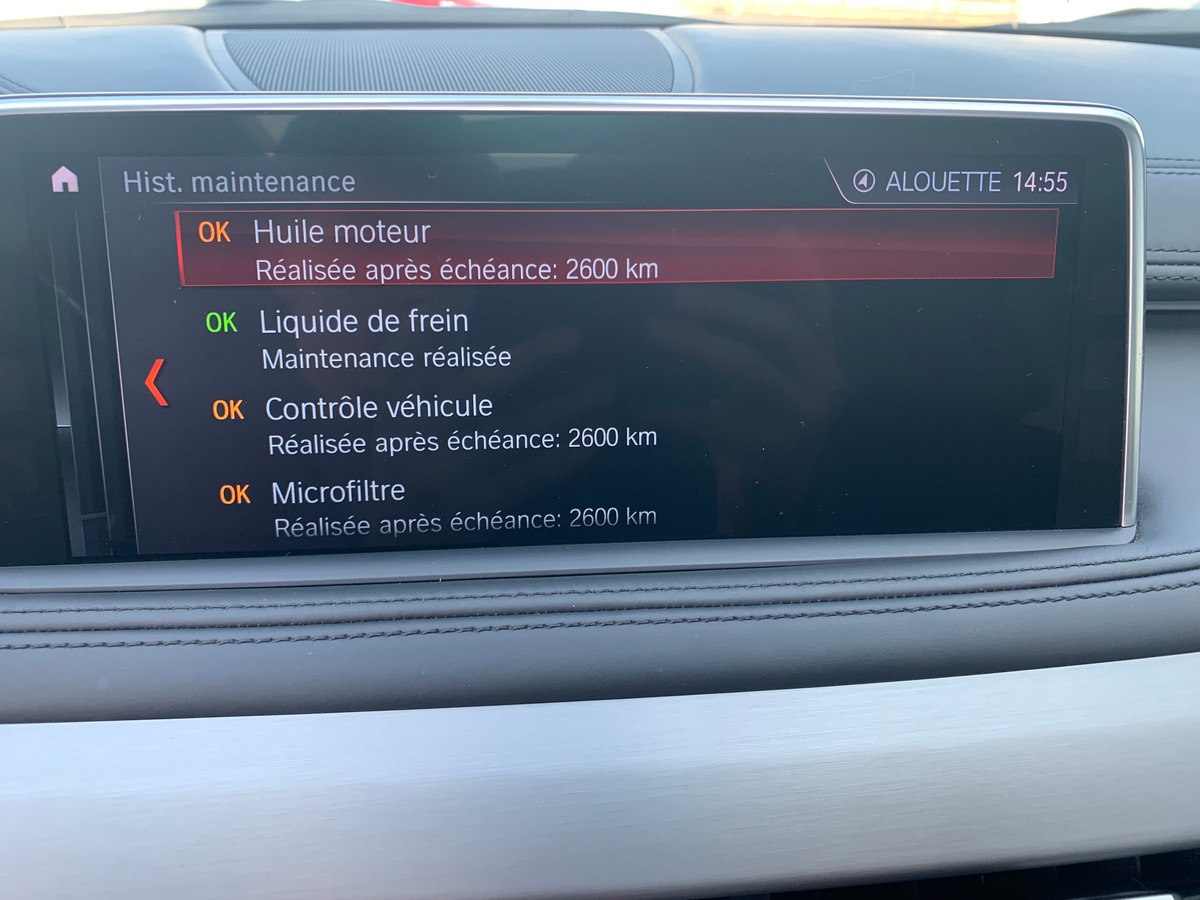 Hist. maintenance
ALOUETTE 14:55
OK Huile moteur
Réalisée après échéance: 2600 km
OK Liquide de frein
Maintenance réalisée
OK Contrôle véhicule
Réalisée après échéance: 2600 km
OK Microfiltre
Réalisée après échéance: 2600 km